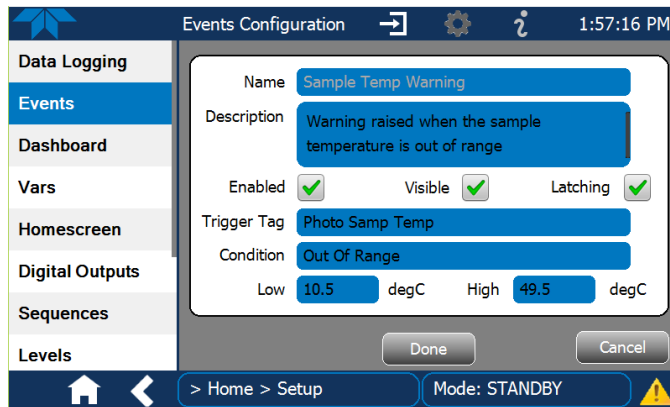 Events Configuration 1:57:16 PM
Data Logging
Events
Dashboard
Vars
Homescreen
Digital Outputs
Sequences
Levels
Name Sample Temp Warning
Description Warning raised when the sample
temperature is out of range
Enabled Visible Latching
Trigger Tag Photo Samp Temp
Condition Out Of Range
Low 10.5 degC High 49.5 degC
Done Cancel
> Home > Setup Mode: STANDBY